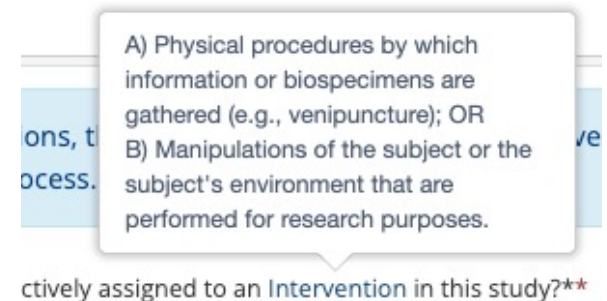 A) Physical procedures by which
information or biospecimens are
gathered (e.g., venipuncture); OR
B) Manipulations of the subject or the
subject's environment that are
performed for research purposes.
ions, t
ve
ocess.
ctively assigned to an Intervention in this study?**